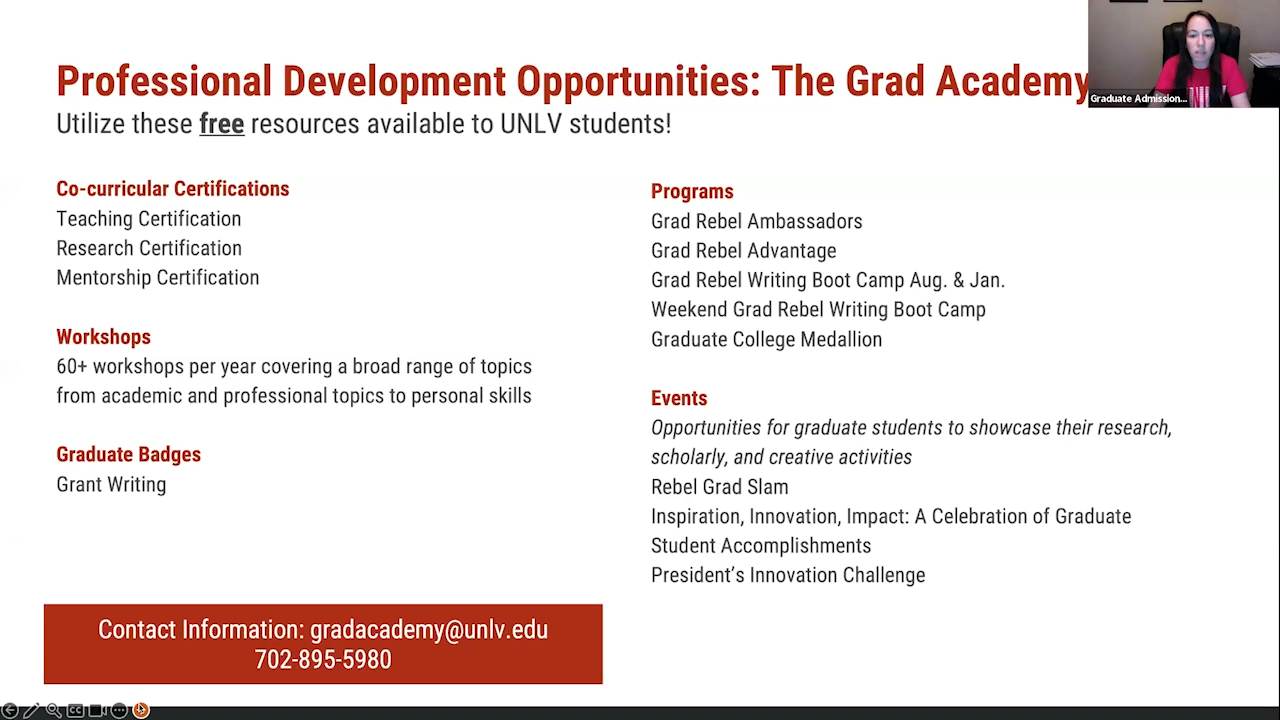 Professional Development Opportunities: The Grad Academy
Utilize these free resources available to UNLV students!
Graduate Admission...
Co-curricular Certifications
Teaching Certification
Research Certification
Mentorship Certification
Workshops
60+ workshops per year covering a broad range of topics
from academic and professional topics to personal skills
Graduate Badges
Grant Writing
Programs
Grad Rebel Ambassadors
Grad Rebel Advantage
Grad Rebel Writing Boot Camp Aug. & Jan.
Weekend Grad Rebel Writing Boot Camp
Graduate College Medallion
Events
Opportunities for graduate students to showcase their research,
scholarly, and creative activities
Rebel Grad Slam
Inspiration, Innovation, Impact: A Celebration of Graduate
Student Accomplishments
President’s Innovation Challenge
Contact Information: gradacademy@unlv.edu
702-895-5980
CC